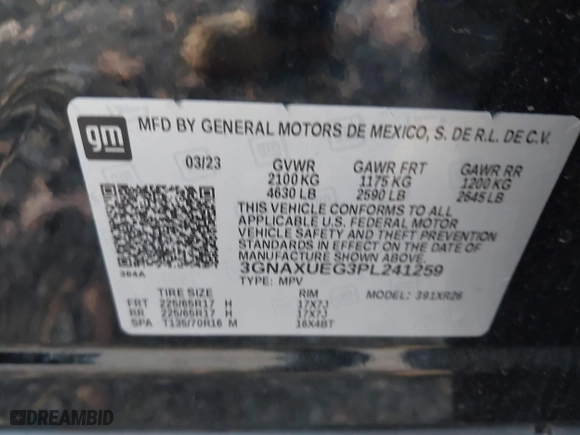 gm MFD BY GENERAL MOTORS DE MEXICO, S. DE R.L. DE C.V.
03/23 GVWR GAWR FRT GAWR RR
2100 KG 1175 KG 1200 KG
4630 LB 2590 LB 2645 LB
THIS VEHICLE CONFORMS TO ALL
APPLICABLE U.S. FEDERAL MOTOR
VEHICLE SAFETY AND THEFT PREVENTION
STANDARDS IN EFFECT ON THE DATE OF
MANUFACTURE SHOWN ABOVE.
3GNAXUEG3PL241259
384A TYPE: MPV MODEL: 391XR26
TIRE SIZE RIM
FRT 225/65R17 H 17X7J
RR 225/65R17 H 17X7J
SPA T135/70R16 M 16X4BT
DREAMBID